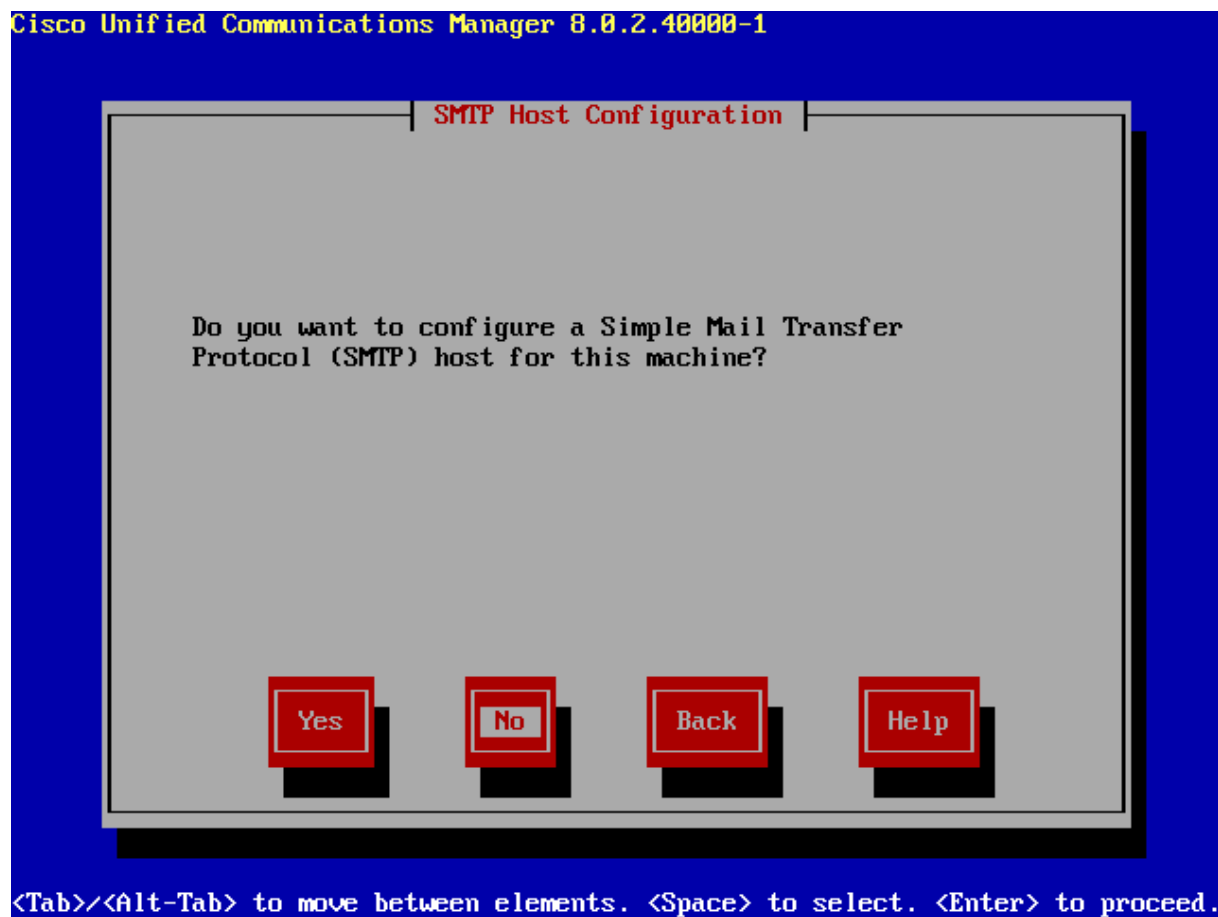 Cisco Unified Communications Manager 8.0.2.40000-1
SMTP Host Configuration
Do you want to configure a Simple Mail Transfer
Protocol (SMTP) host for this machine?
Yes No Back Help
<Tab>/<Alt-Tab> to move between elements. <Space> to select. <Enter> to proceed.